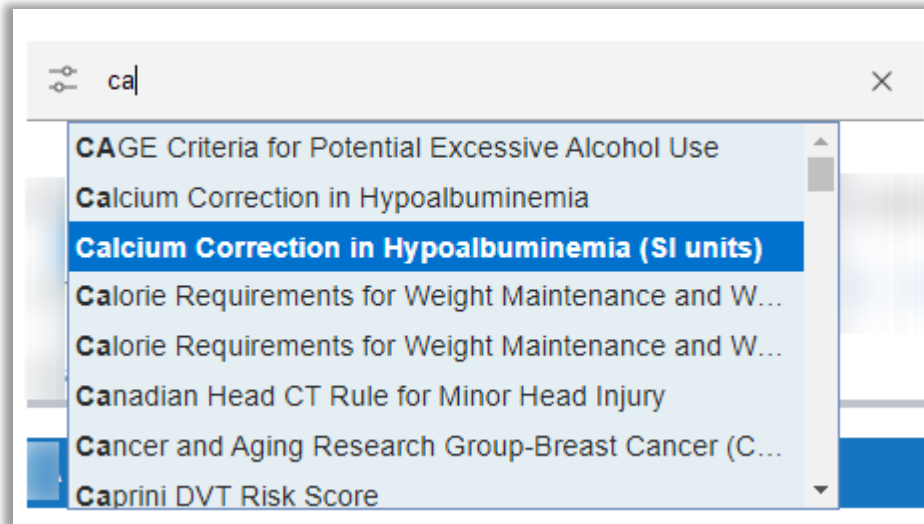 ca
CAGE Criteria for Potential Excessive Alcohol Use
Calcium Correction in Hypoalbuminemia
Calcium Correction in Hypoalbuminemia (SI units)
Calorie Requirements for Weight Maintenance and W...
Calorie Requirements for Weight Maintenance and W...
Canadian Head CT Rule for Minor Head Injury
Cancer and Aging Research Group-Breast Cancer (C...
Caprini DVT Risk Score